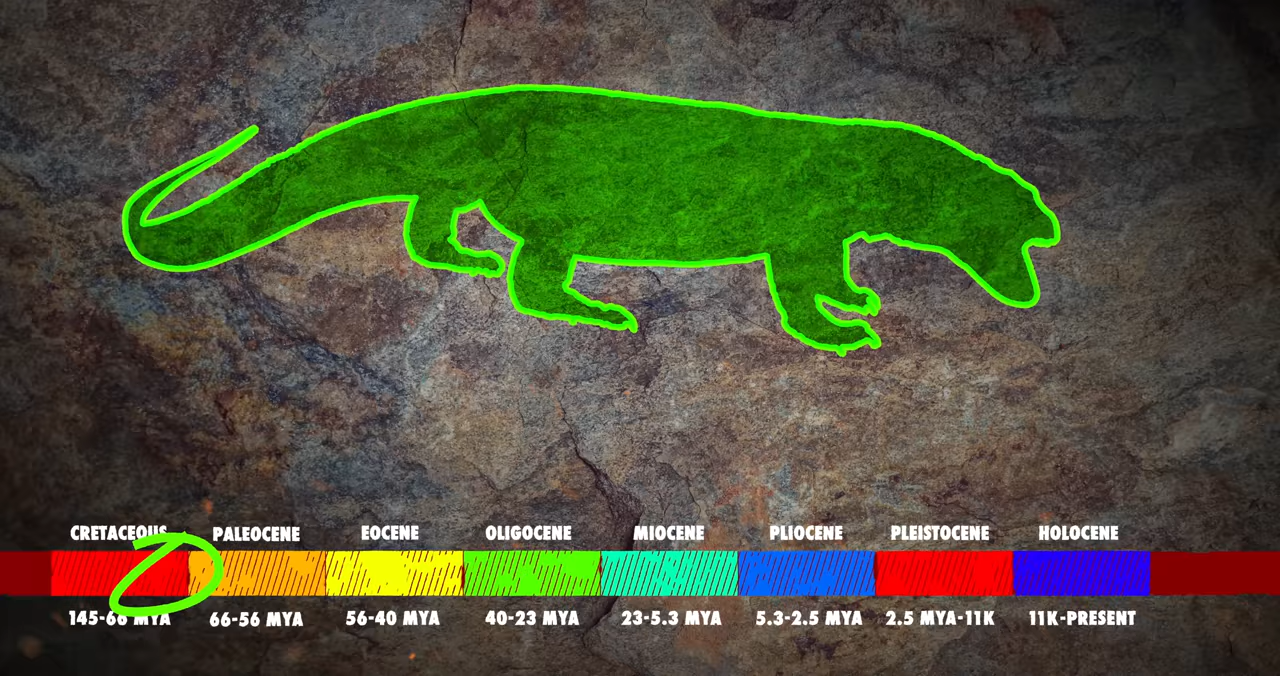 CRETACEOUS PALEOCENE EOCENE OLIGOCENE MIOCENE PLIOCENE PLEISTOCENE HOLOCENE
145-66 MYA 66-56 MYA 56-40 MYA 40-23 MYA 23-5.3 MYA 5.3-2.5 MYA 2.5 MYA-11K 11K-PRESENT